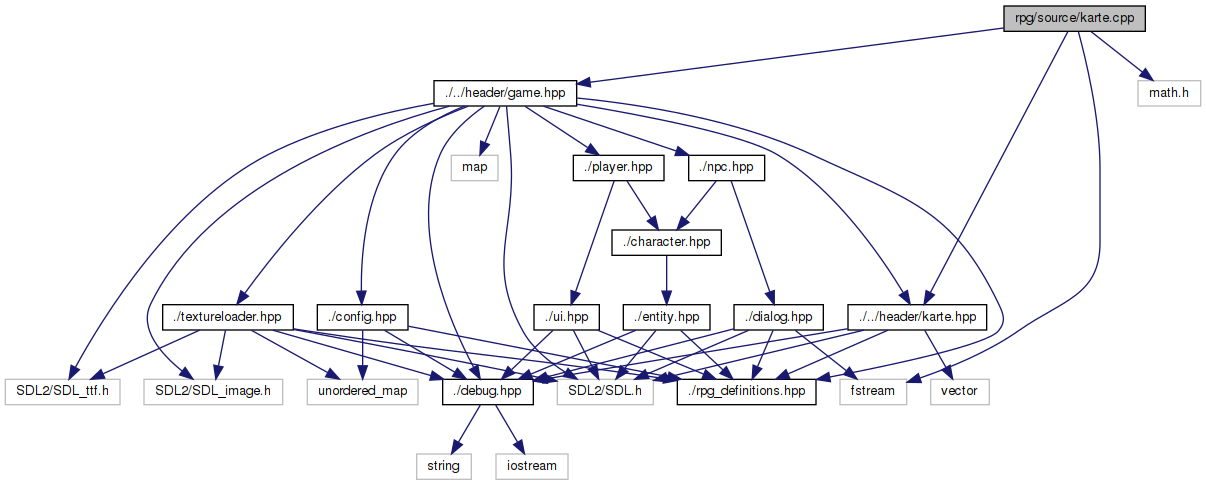 rpg/source/karte.cpp
./../header/game.hpp
math.h
map
./player.hpp
./npc.hpp
./character.hpp
./textureloader.hpp
./config.hpp
./ui.hpp
./entity.hpp
./dialog.hpp
./../header/karte.hpp
SDL2/SDL_ttf.h
SDL2/SDL_image.h
unordered_map
./debug.hpp
SDL2/SDL.h
./rpg_definitions.hpp
fstream
vector
string
iostream